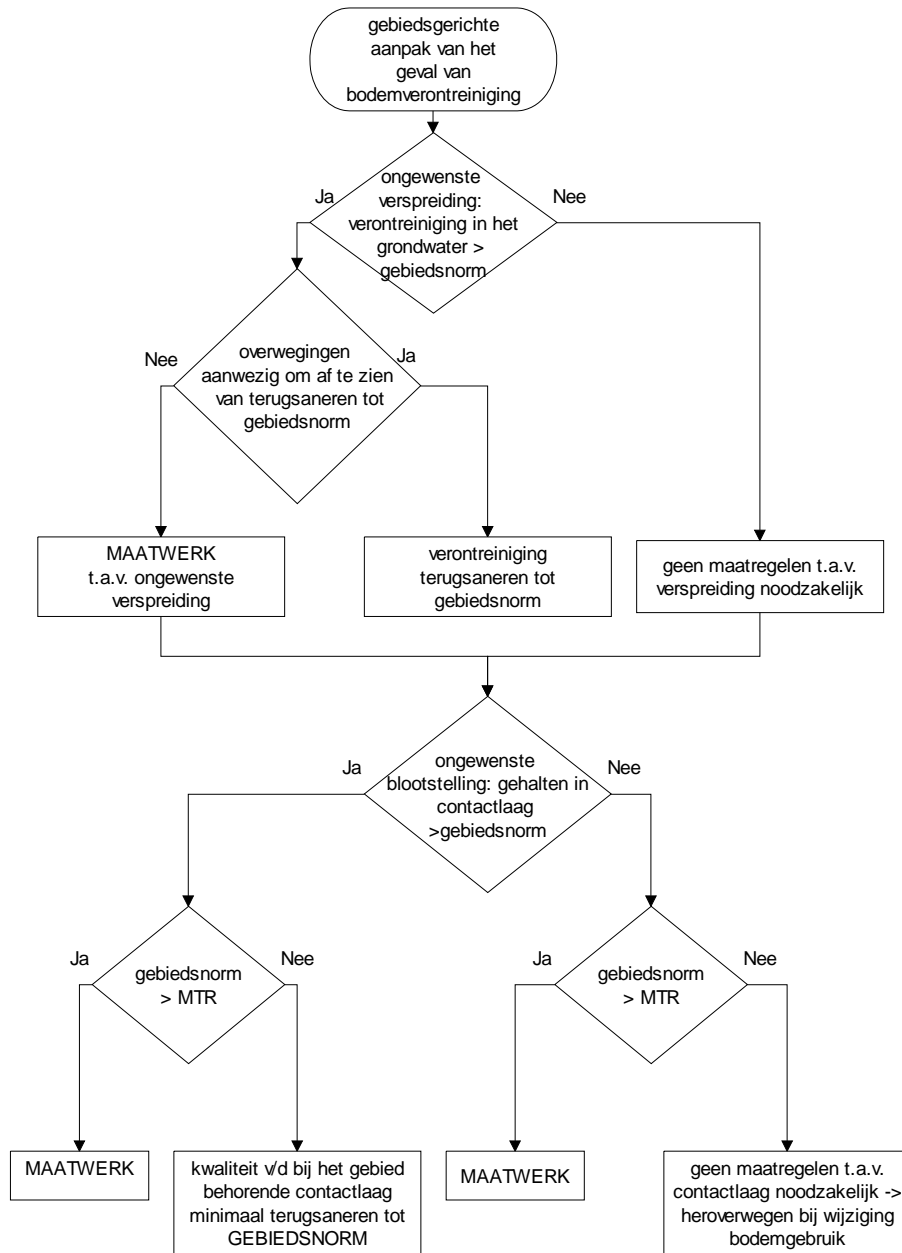 gebiedsgerichte
aanpak van het
geval van
bodemverontreiniging
Ja
ongewenste
verspreiding:
verontreiniging in het
grondwater >
gebiedsnorm
Nee
Nee
overwegingen
aanwezig om af te zien
van terugsaneren tot
gebiedsnorm
Ja
MAATWERK
t.a.v. ongewenste
verspreiding
verontreiniging
terugsaneren tot
gebiedsnorm
geen maatregelen t.a.v.
verspreiding noodzakelijk
Ja
ongewenste
blootstelling: gehalten in
contactlaag
>gebiedsnorm
Nee
Ja
gebiedsnorm
> MTR
Nee
Ja
gebiedsnorm
> MTR
Nee
MAATWERK
kwaliteit v/d bij het gebied
behorende contactlaag
minimaal terugsaneren tot
GEBIEDSNORM
MAATWERK
geen maatregelen t.a.v.
contactlaag noodzakelijk ->
heroverwegen bij wijziging
bodemgebruik